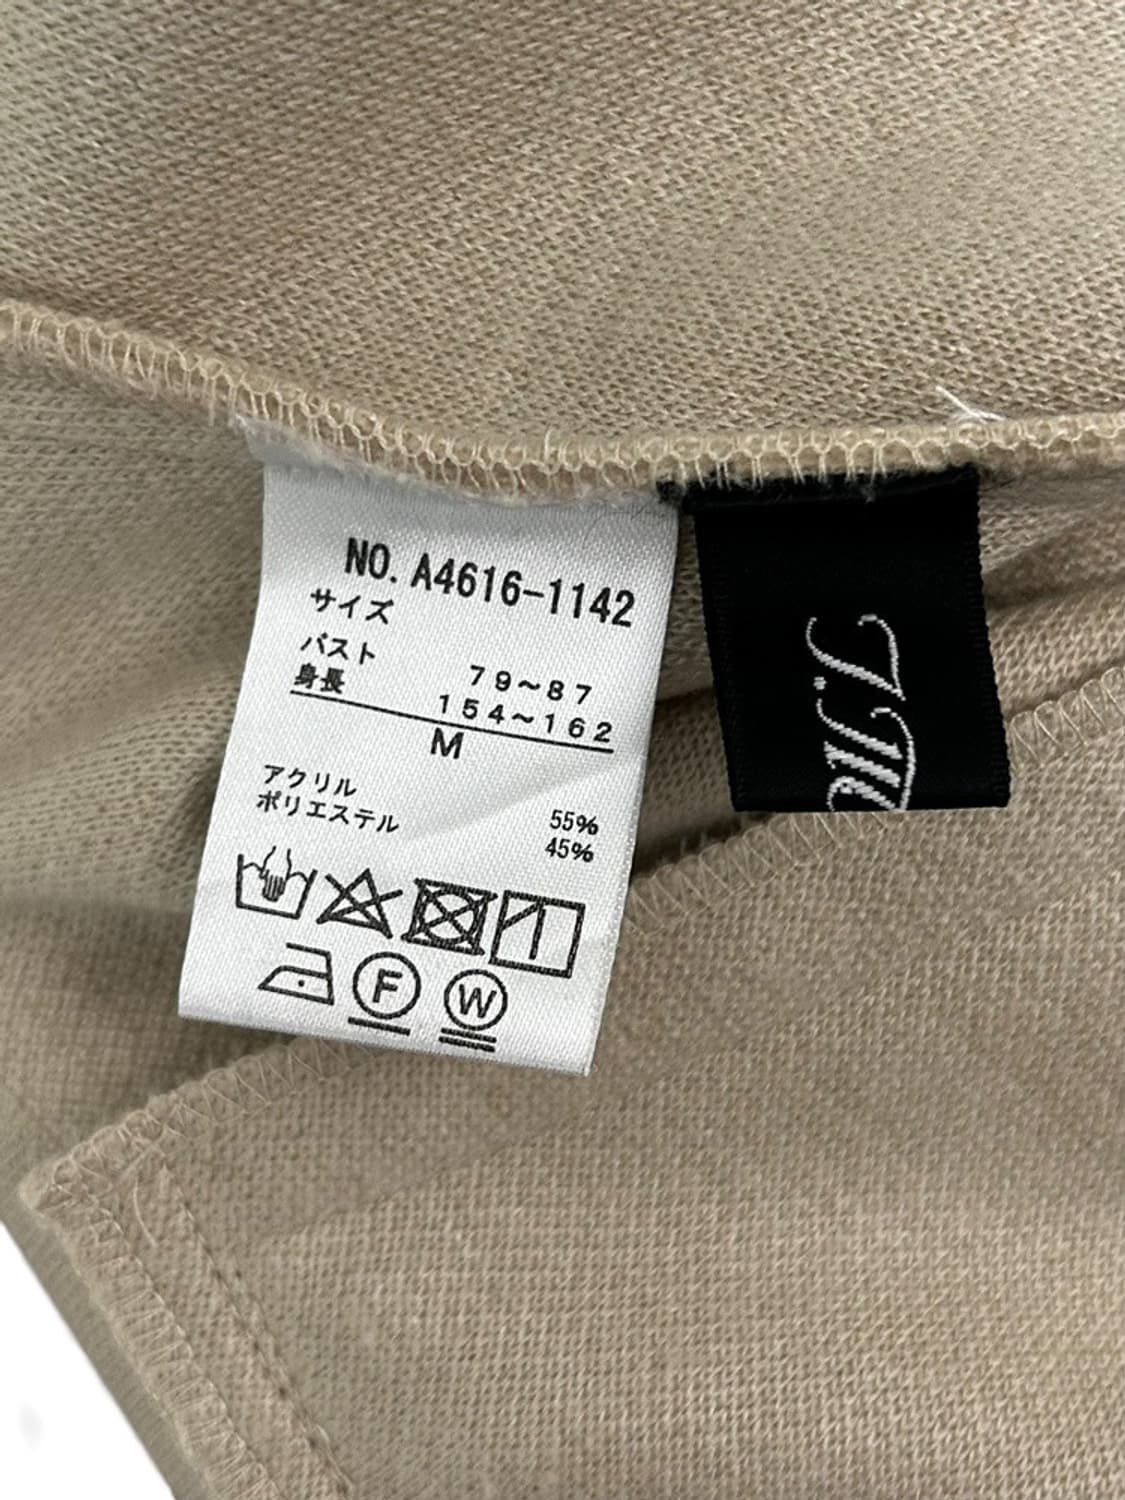 NO. A4616-1142
サイズ
バスト 79~87
身長 154~162
M
アクリル 55%
ポリエステル 45%
F
W
J.M